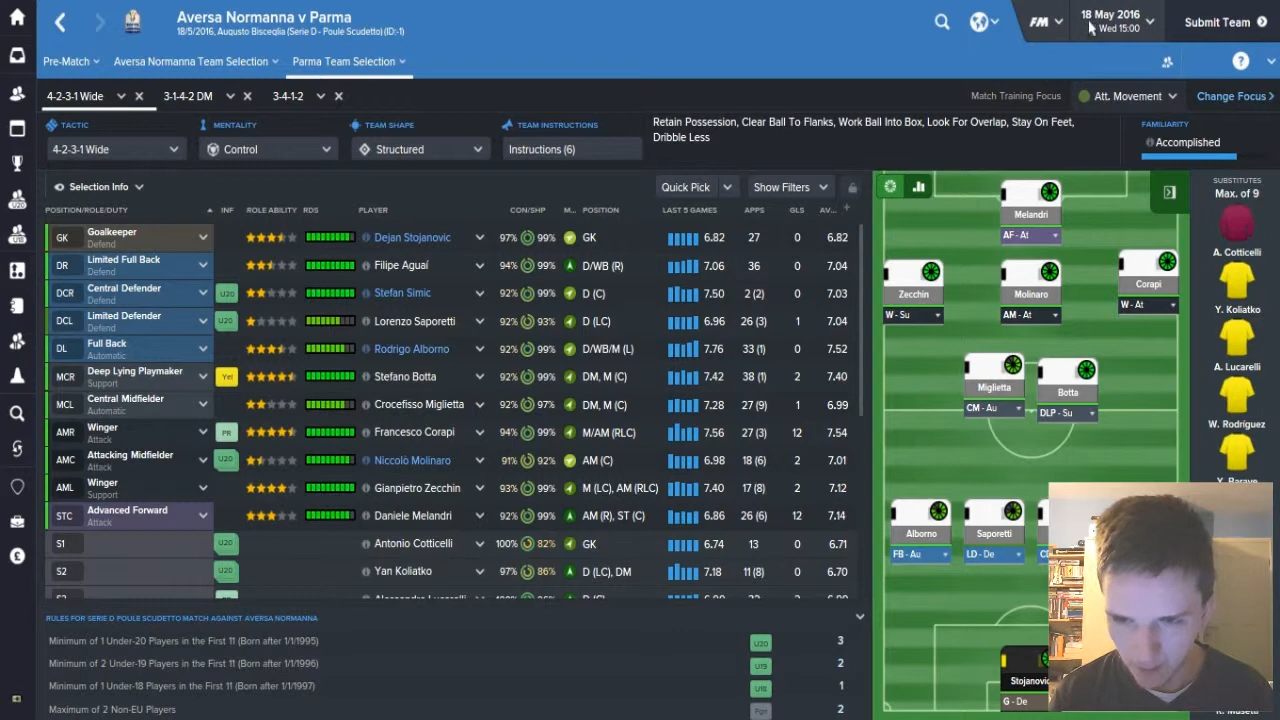 Aversa Normanna v Parma
18/5/2016, Augusto Bisceglia (Serie D - Poule Scudetto) (ID:-1)
FM
18 May 2016
Wed 15:00
Submit Team
Pre-Match
Aversa Normanna Team Selection
Parma Team Selection
?
4-2-3-1 Wide
3-1-4-2 DM
3-4-1-2
Match Training Focus
Att. Movement
Change Focus >
TACTIC
MENTALITY
TEAM SHAPE
TEAM INSTRUCTIONS
4-2-3-1 Wide
Control
Structured
Instructions (6)
Retain Possession, Clear Ball To Flanks, Work Ball Into Box, Look For Overlap, Stay On Feet,
Dribble Less
FAMILIARITY
Accomplished
Selection Info
Quick Pick
Show Filters
POSITION/ROLE/DUTY INF ROLE ABILITY RDS PLAYER CON/SHP M... POSITION LAST 5 GAMES APPS GLS AV...
GK Goalkeeper Defend Dejan Stojanovic 97% 99% GK 6.82 27 0 6.82
DR Limited Full Back Defend Filipe Aguaí 94% 99% D/WB (R) 7.06 36 0 7.04
DCR Central Defender Defend U20 Stefan Simic 92% 99% D (C) 7.50 2 (2) 0 7.03
DCL Limited Defender Defend U20 Lorenzo Saporetti 92% 93% D (LC) 6.96 26 (3) 1 7.04
DL Full Back Automatic Rodrigo Alborno 92% 99% D/WB/M (L) 7.76 33 (1) 0 7.52
MCR Deep Lying Playmaker Support Yel Stefano Botta 92% 99% DM, M (C) 7.42 38 (1) 2 7.40
MCL Central Midfielder Automatic Crocefisso Miglietta 92% 97% DM, M (C) 7.28 27 (9) 1 6.99
AMR Winger Attack PR Francesco Corapi 94% 99% M/AM (RLC) 7.56 27 (3) 12 7.54
AMC Attacking Midfielder Attack U20 Niccolò Molinaro 91% 92% AM (C) 6.98 18 (6) 2 7.01
AML Winger Support Gianpietro Zecchin 93% 99% M (LC), AM (RLC) 7.40 17 (8) 2 7.12
STC Advanced Forward Attack Daniele Melandri 92% 99% AM (R), ST (C) 6.86 26 (6) 12 7.14
S1 U20 Antonio Cotticelli 100% 82% GK 6.74 13 0 6.71
S2 U20 Yan Koliatko 97% 86% D (LC), DM 7.18 11 (8) 0 6.70
RULES FOR SERIE D POULE SCUDETTO MATCH AGAINST AVERSA NORMANNA
Minimum of 1 Under-20 Players in the First 11 (Born after 1/1/1995) U20 3
Minimum of 2 Under-19 Players in the First 11 (Born after 1/1/1996) U19 2
Minimum of 1 Under-18 Players in the First 11 (Born after 1/1/1997) U18 1
Maximum of 2 Non-EU Players Fgn 2
Melandri
AF - At
Zecchin
W - Su
Molinaro
AM - At
Corapi
W - At
Miglietta
CM - Au
Botta
DLP - Su
Alborno
FB - Au
Saporetti
LD - De
Stojanovic
G - De
SUBSTITUTES
Max. of 9
A. Cotticelli
Y. Koliatko
A. Lucarelli
W. Rodríguez